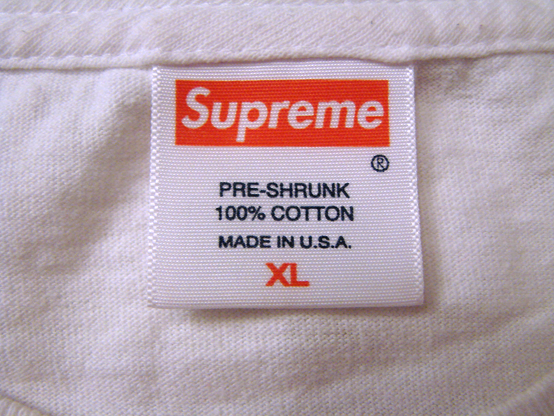 Supreme
®
PRE-SHRUNK
100% COTTON
MADE IN U.S.A.
XL